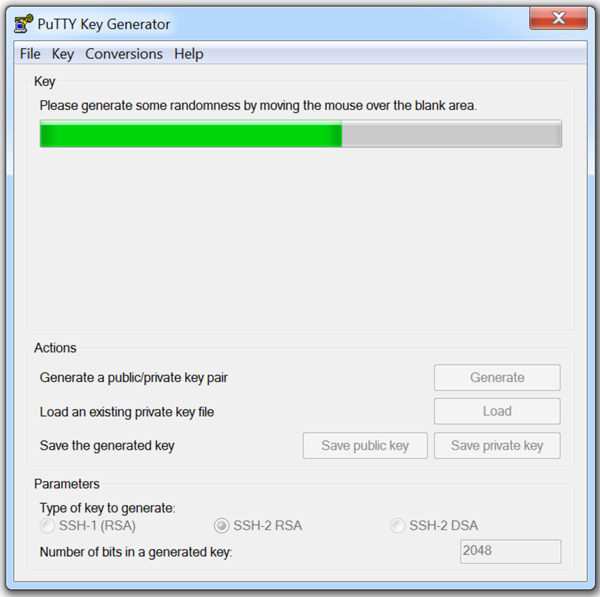 PuTTY Key Generator
File Key Conversions Help
Key
Please generate some randomness by moving the mouse over the blank area.
Actions
Generate a public/private key pair
Generate
Load an existing private key file
Load
Save the generated key
Save public key
Save private key
Parameters
Type of key to generate:
SSH-1 (RSA)
SSH-2 RSA
SSH-2 DSA
Number of bits in a generated key:
2048